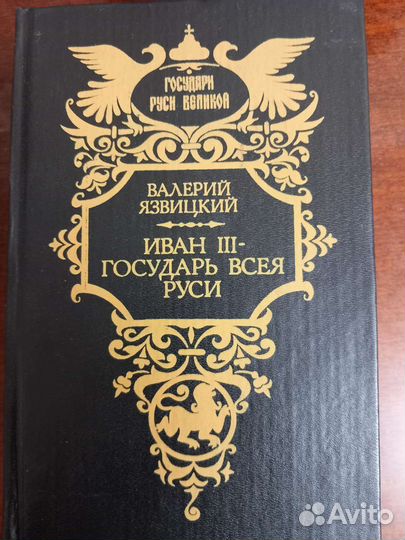 ГОСУДАРИ
РУСИ ВЕЛИКОЙ
ВАЛЕРИЙ
ЯЗВИЦКИЙ
ИВАН III-
ГОСУДАРЬ ВСЕЯ
РУСИ
Avito